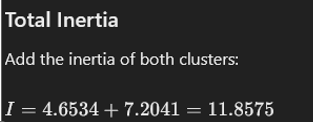 Total Inertia
Add the inertia of both clusters:
I = 4.6534 + 7.2041 = 11.8575